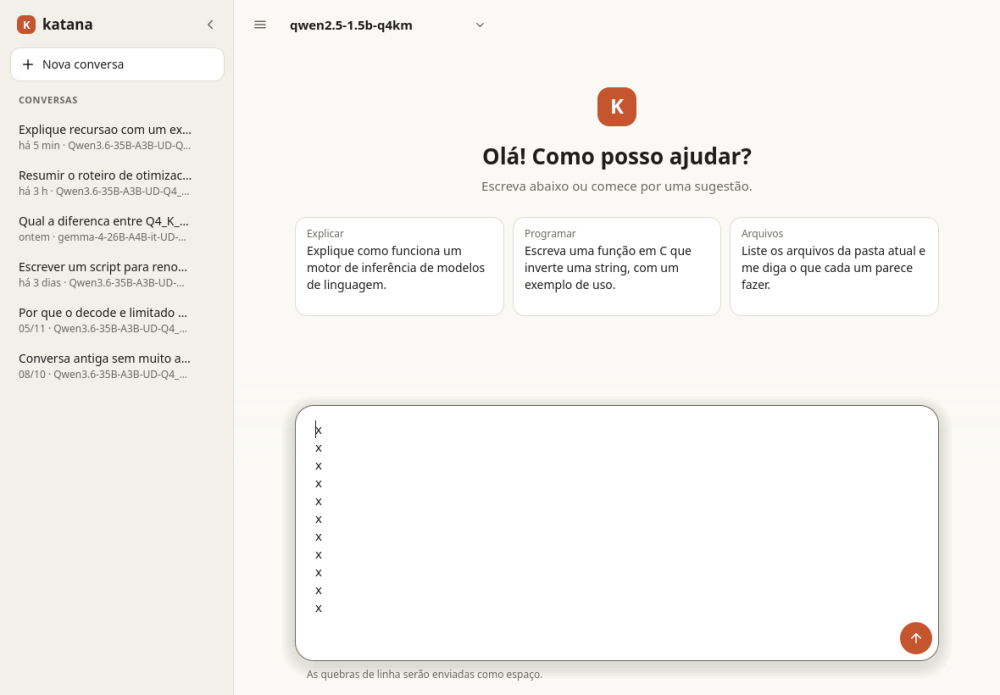 K katana
Nova conversa
CONVERSAS
Explique recursao com um ex...
há 5 min · Qwen3.6-35B-A3B-UD-Q...
Resumir o roteiro de otimizac...
há 3 h · Qwen3.6-35B-A3B-UD-Q4_...
Qual a diferenca entre Q4_K_...
ontem · gemma-4-26B-A4B-it-UD-...
Escrever um script para reno...
há 3 dias · Qwen3.6-35B-A3B-UD-...
Por que o decode e limitado ...
05/11 · Qwen3.6-35B-A3B-UD-Q4_...
Conversa antiga sem muito a...
08/10 · Qwen3.6-35B-A3B-UD-Q4_...
qwen2.5-1.5b-q4km
K
Olá! Como posso ajudar?
Escreva abaixo ou comece por uma sugestão.
Explicar
Explique como funciona um
motor de inferência de modelos
de linguagem.
Programar
Escreva uma função em C que
inverte uma string, com um
exemplo de uso.
Arquivos
Liste os arquivos da pasta atual e
me diga o que cada um parece
fazer.
x
x
x
x
x
x
x
x
x
x
x
As quebras de linha serão enviadas como espaço.